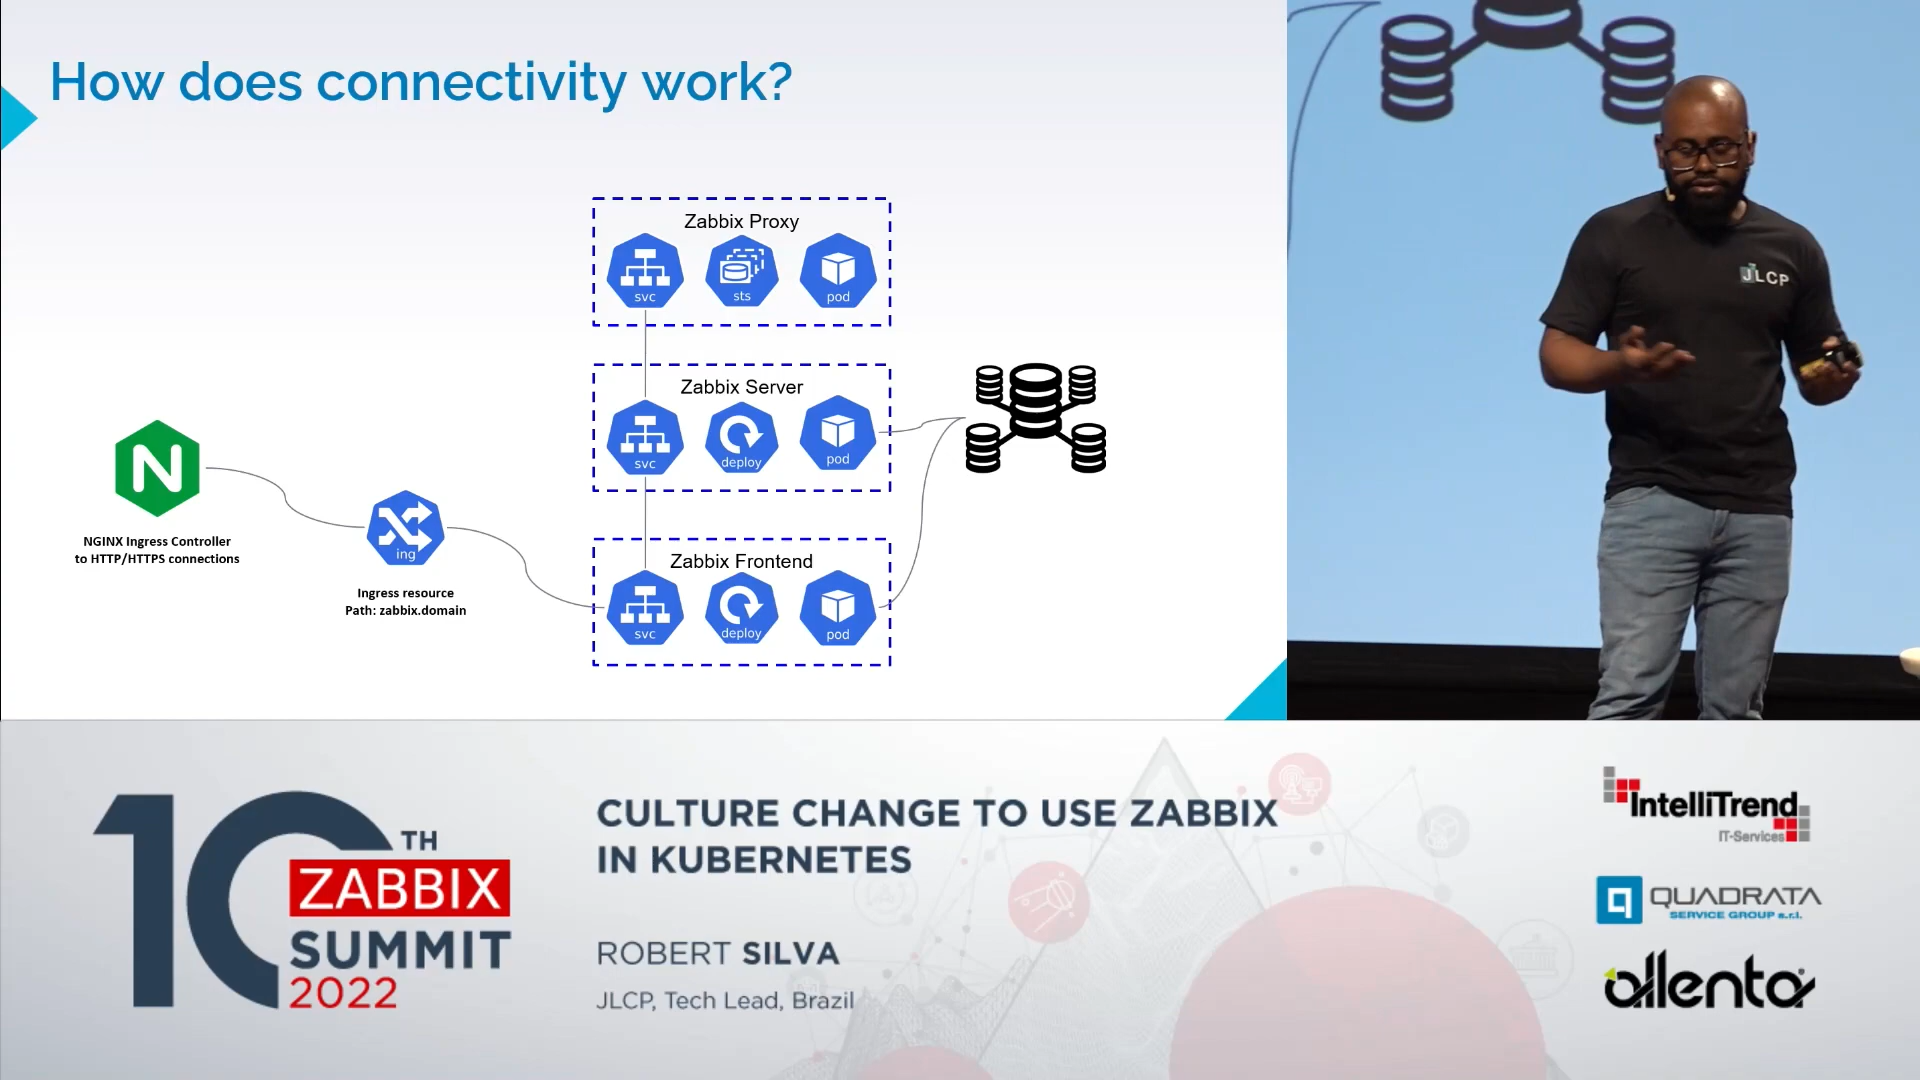 How does connectivity work?
Zabbix Proxy
svc
sts
pod
Zabbix Server
svc
deploy
pod
N
NGINX Ingress Controller
to HTTP/HTTPS connections
ing
Ingress resource
Path: zabbix.domain
Zabbix Frontend
svc
deploy
pod
JLCP
10TH
ZABBIX
SUMMIT
2022
CULTURE CHANGE TO USE ZABBIX
IN KUBERNETES
ROBERT SILVA
JLCP, Tech Lead, Brazil
IntelliTrend
IT-Services
QUADRATA
SERVICE GROUP s.r.l.
allenta